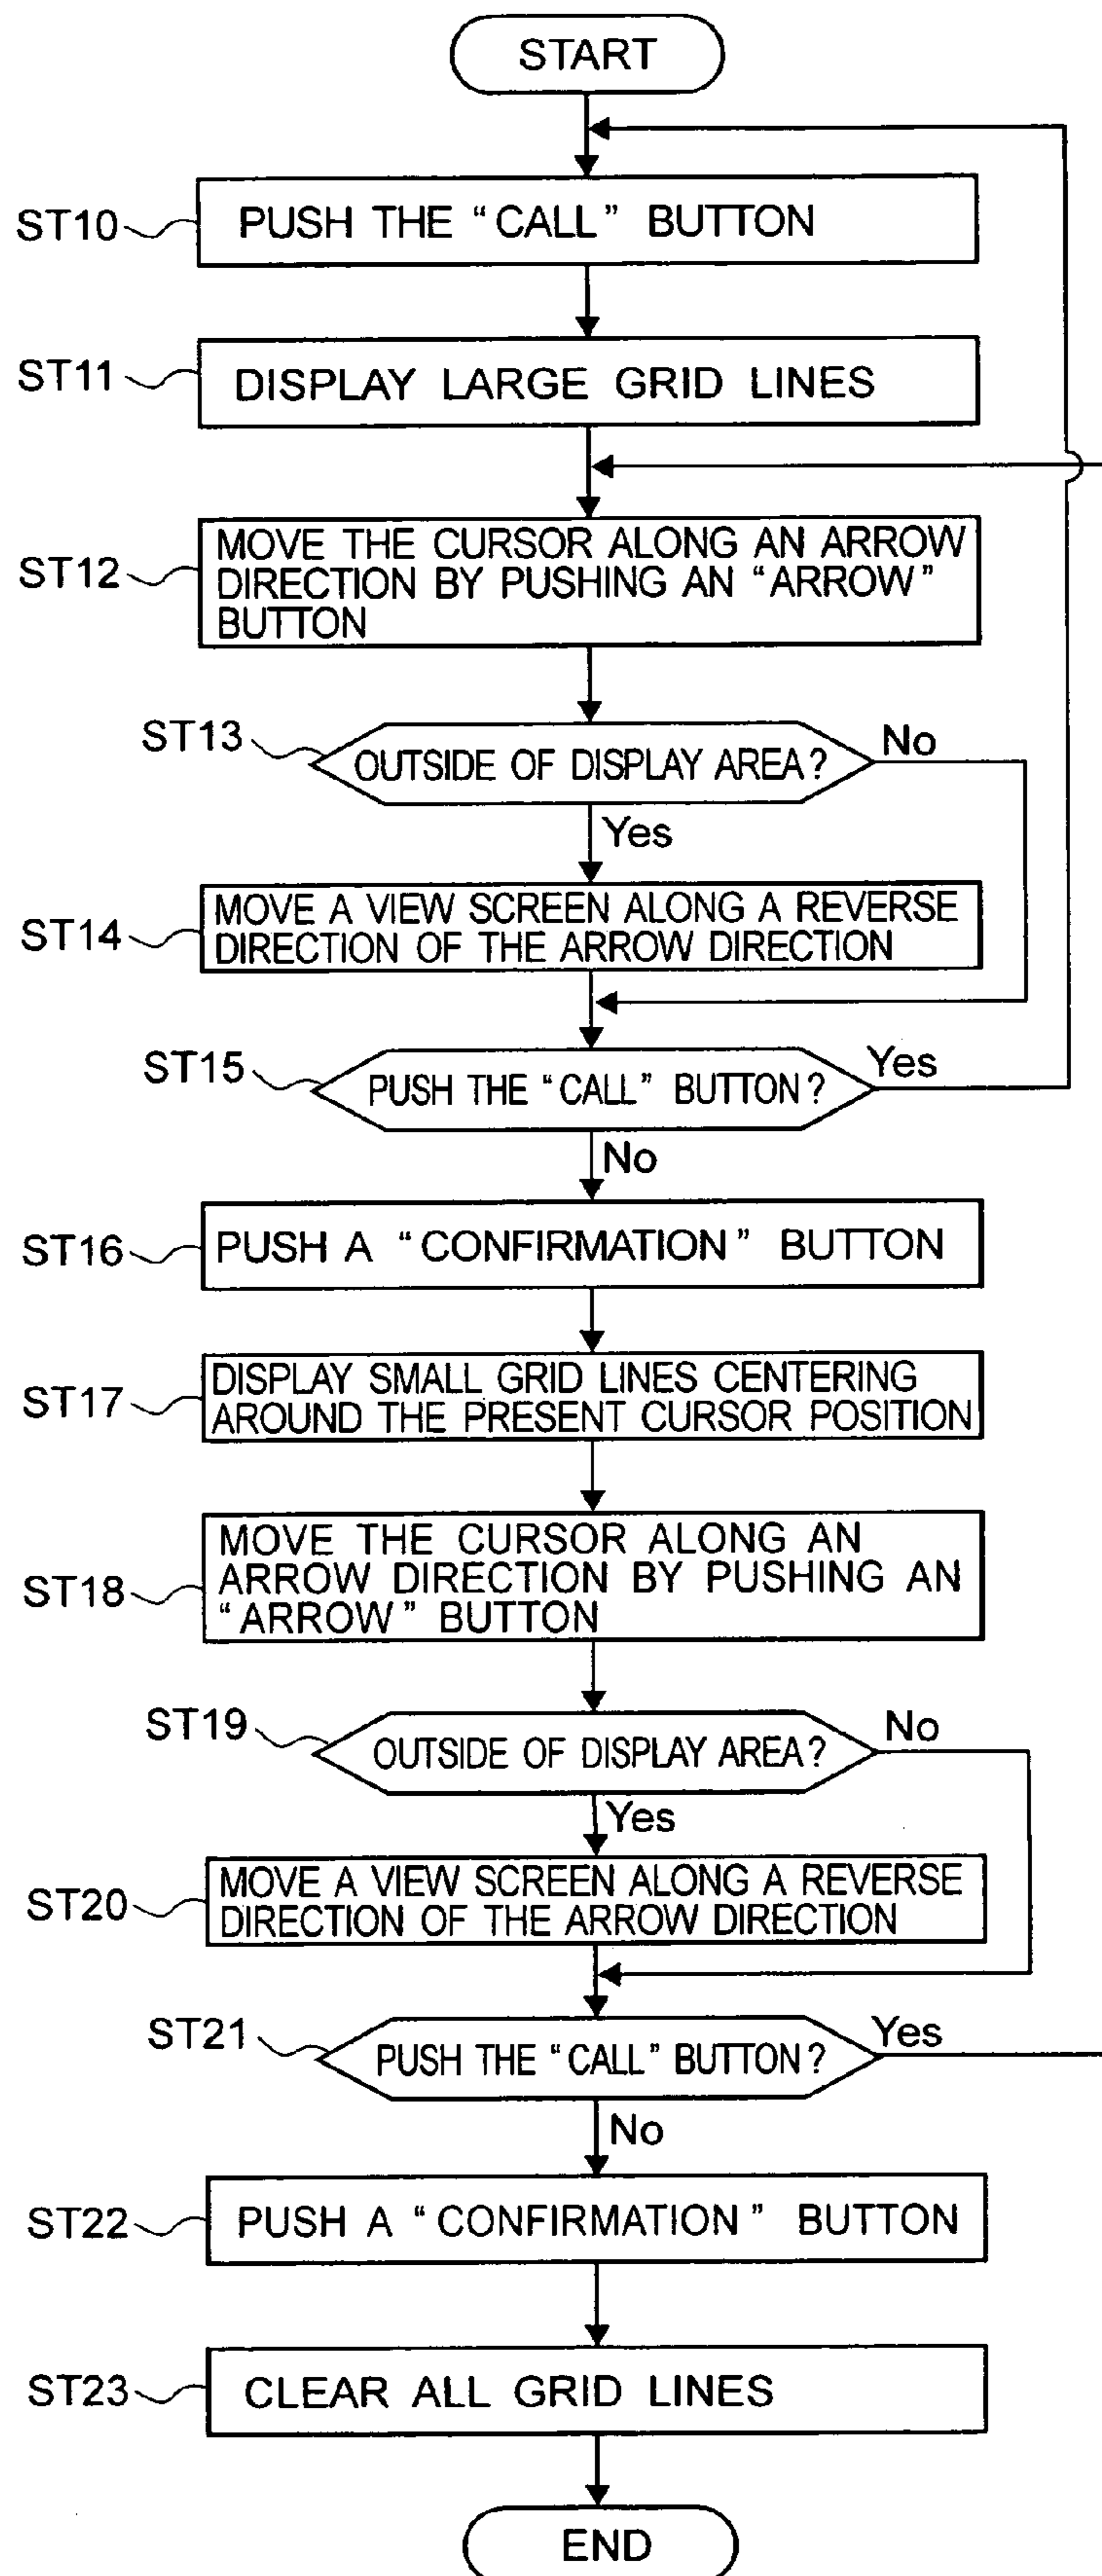 START
ST10
PUSH THE “CALL” BUTTON
ST11
DISPLAY LARGE GRID LINES
ST12
MOVE THE CURSOR ALONG AN ARROW
DIRECTION BY PUSHING AN “ARROW”
BUTTON
ST13
OUTSIDE OF DISPLAY AREA?
No
Yes
ST14
MOVE A VIEW SCREEN ALONG A REVERSE
DIRECTION OF THE ARROW DIRECTION
ST15
PUSH THE “CALL” BUTTON?
Yes
No
ST16
PUSH A “CONFIRMATION” BUTTON
ST17
DISPLAY SMALL GRID LINES CENTERING
AROUND THE PRESENT CURSOR POSITION
ST18
MOVE THE CURSOR ALONG AN
ARROW DIRECTION BY PUSHING AN
“ARROW” BUTTON
ST19
OUTSIDE OF DISPLAY AREA?
No
Yes
ST20
MOVE A VIEW SCREEN ALONG A REVERSE
DIRECTION OF THE ARROW DIRECTION
ST21
PUSH THE “CALL” BUTTON?
Yes
No
ST22
PUSH A “CONFIRMATION” BUTTON
ST23
CLEAR ALL GRID LINES
END